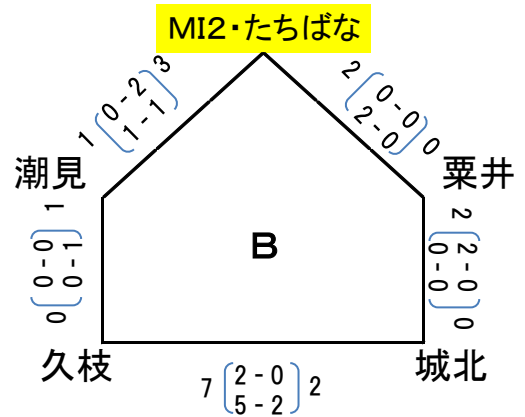 MI2・たちばな
1 (0-2 1-1) 3
2 (0-0 2-0) 0
潮見
粟井
0 (0-0 0-1) 1
B
2 (2-0 0-0) 0
久枝
城北
7 (2-0 5-2) 2